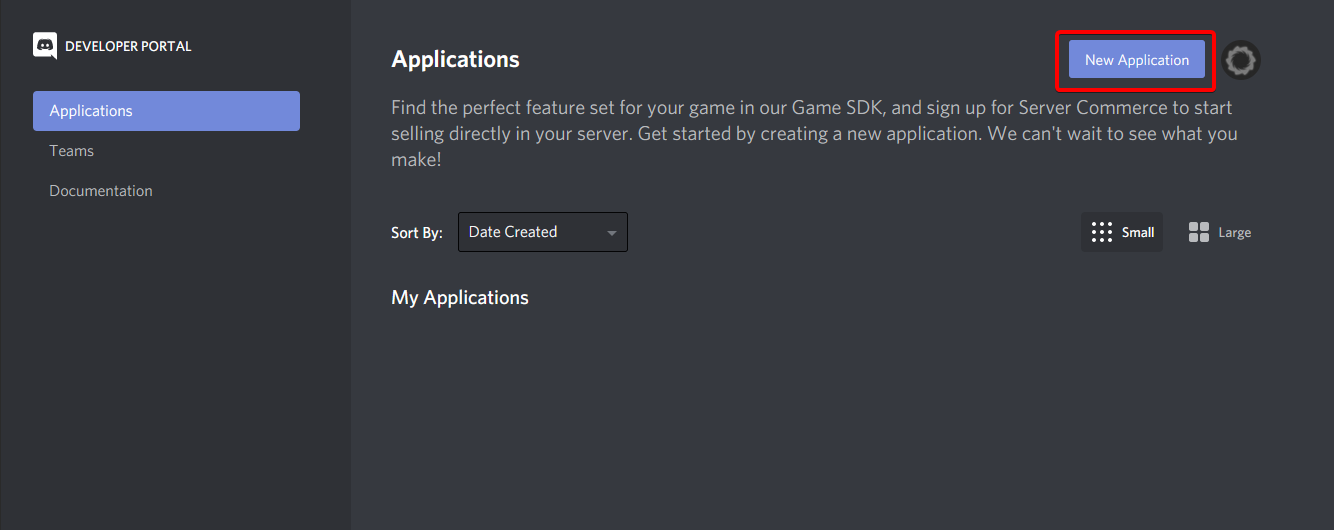 DEVELOPER PORTAL
Applications
Teams
Documentation
Applications
New Application
Find the perfect feature set for your game in our Game SDK, and sign up for Server Commerce to start
selling directly in your server. Get started by creating a new application. We can't wait to see what you
make!
Sort By: Date Created
Small Large
My Applications